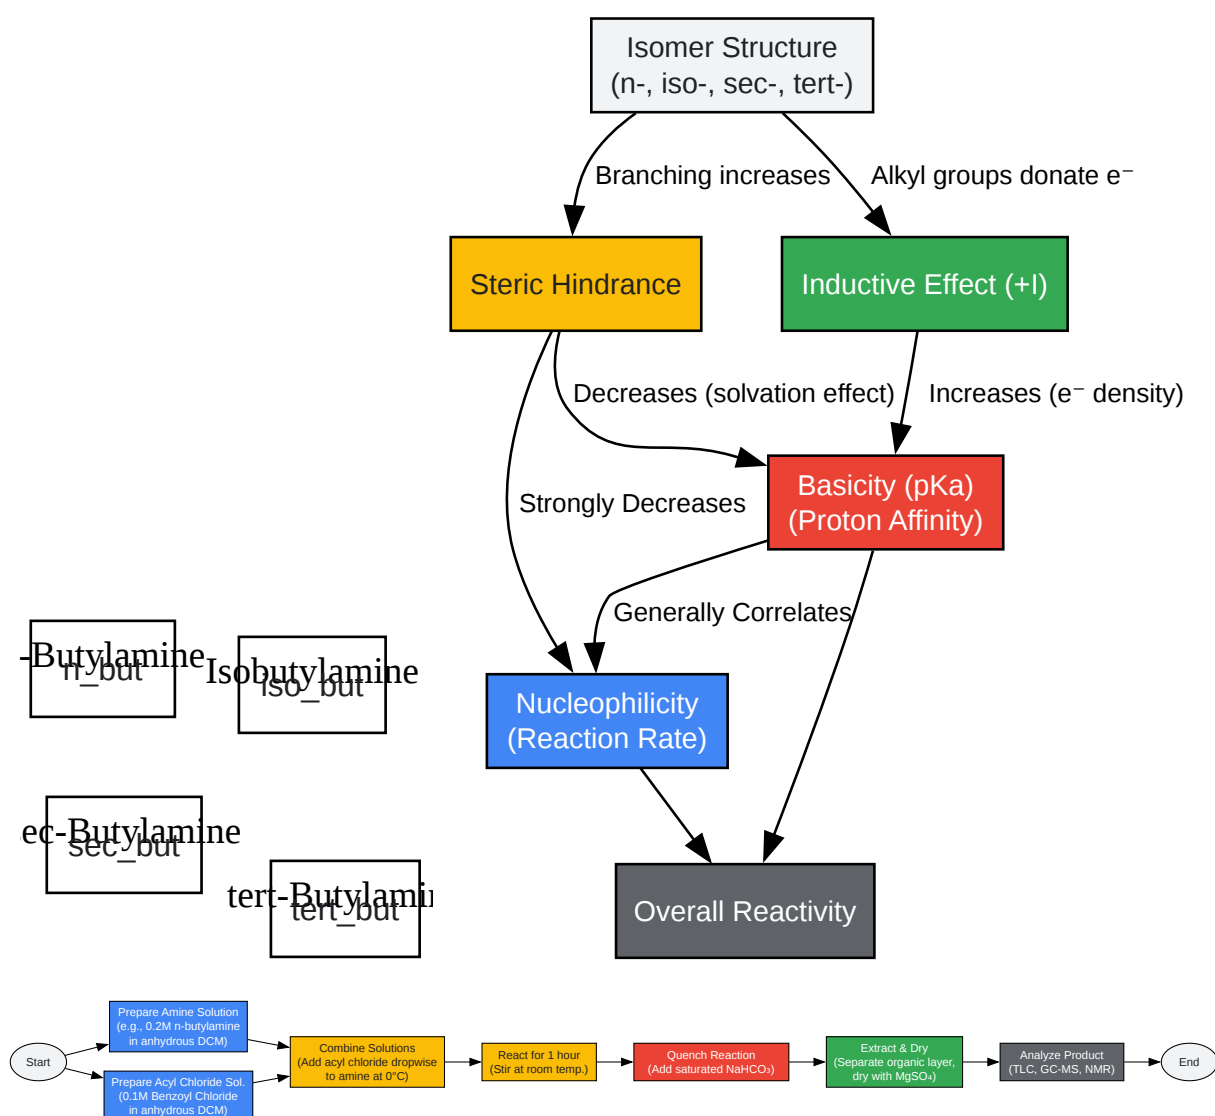 Isomer Structure
(n-, iso-, sec-, tert-)
Branching increases
Alkyl groups donate e⁻
Steric Hindrance
Inductive Effect (+I)
Decreases (solvation effect)
Increases (e⁻ density)
Basicity (pKa)
(Proton Affinity)
Strongly Decreases
Generally Correlates
Nucleophilicity
(Reaction Rate)
Overall Reactivity
-Butylamine
n_but
Isobutylamine
iso_but
ec-Butylamine
sec_but
tert-Butylami
tert_but
Start
Prepare Amine Solution
(e.g., 0.2M n-butylamine
in anhydrous DCM)
Prepare Acyl Chloride Sol.
(0.1M Benzoyl Chloride
in anhydrous DCM)
Combine Solutions
(Add acyl chloride dropwise
to amine at 0°C)
React for 1 hour
(Stir at room temp.)
Quench Reaction
(Add saturated NaHCO₃)
Extract & Dry
(Separate organic layer,
dry with MgSO₄)
Analyze Product
(TLC, GC-MS, NMR)
End